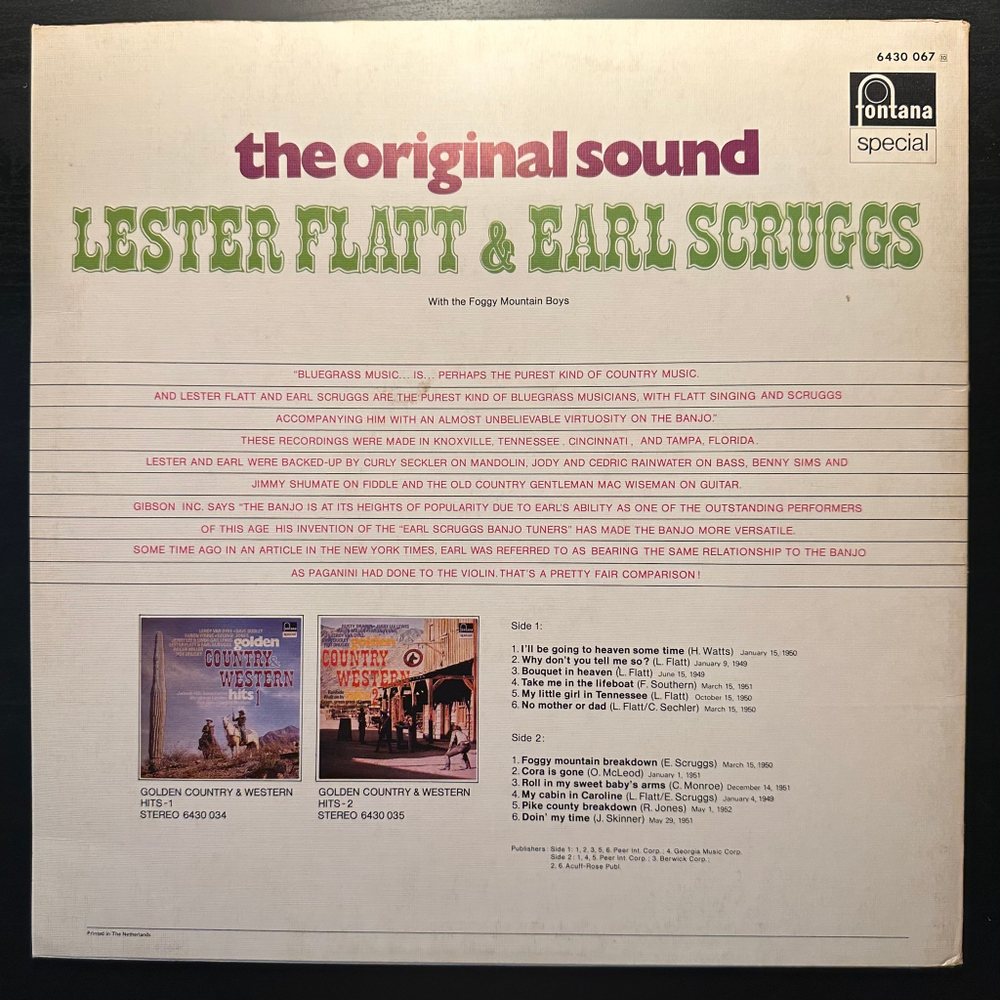 6430 067
fontana
special
the original sound
LESTER FLATT & EARL SCRUGGS
With the Foggy Mountain Boys
"BLUEGRASS MUSIC... IS... PERHAPS THE PUREST KIND OF COUNTRY MUSIC.
AND LESTER FLATT AND EARL SCRUGGS ARE THE PUREST KIND OF BLUEGRASS MUSICIANS, WITH FLATT SINGING AND SCRUGGS
ACCOMPANYING HIM WITH AN ALMOST UNBELIEVABLE VIRTUOSITY ON THE BANJO."
THESE RECORDINGS WERE MADE IN KNOXVILLE, TENNESSEE. CINCINNATI, AND TAMPA, FLORIDA.
LESTER AND EARL WERE BACKED-UP BY CURLY SECKLER ON MANDOLIN, JODY AND CEDRIC RAINWATER ON BASS, BENNY SIMS AND
JIMMY SHUMATE ON FIDDLE AND THE OLD COUNTRY GENTLEMAN MAC WISEMAN ON GUITAR.
GIBSON INC. SAYS "THE BANJO IS AT ITS HEIGHTS OF POPULARITY DUE TO EARL'S ABILITY AS ONE OF THE OUTSTANDING PERFORMERS
OF THIS AGE HIS INVENTION OF THE "EARL SCRUGGS BANJO TUNERS" HAS MADE THE BANJO MORE VERSATILE.
SOME TIME AGO IN AN ARTICLE IN THE NEW YORK TIMES, EARL WAS REFERRED TO AS BEARING THE SAME RELATIONSHIP TO THE BANJO
AS PAGANINI HAD DONE TO THE VIOLIN. THAT'S A PRETTY FAIR COMPARISON!
golden
COUNTRY &
WESTERN
hits 1
golden
COUNTRY
WESTERN
2
GOLDEN COUNTRY & WESTERN
HITS-1
STEREO 6430 034
GOLDEN COUNTRY & WESTERN
HITS-2
STEREO 6430 035
Side 1:
1. I'll be going to heaven some time (H. Watts) January 15, 1950
2. Why don't you tell me so? (L. Flatt) January 9, 1949
3. Bouquet in heaven (L. Flatt) June 15, 1949
4. Take me in the lifeboat (F. Southern) March 15, 1951
5. My little girl in Tennessee (L. Flatt) October 15, 1950
6. No mother or dad (L. Flatt/C. Sechler) March 15, 1950
Side 2:
1. Foggy mountain breakdown (E. Scruggs) March 15, 1950
2. Cora is gone (O. McLeod) January 1, 1951
3. Roll in my sweet baby's arms (C. Monroe) December 14, 1951
4. My cabin in Caroline (L. Flatt/E. Scruggs) January 4, 1949
5. Pike county breakdown (R. Jones) May 1, 1952
6. Doin' my time (J. Skinner) May 29, 1951
Publishers: Side 1: 1, 2, 3, 5, 6. Peer Int. Corp.; 4. Georgia Music Corp.
Side 2: 1, 4, 5. Peer Int. Corp.; 3. Berwick Corp.;
2, 6. Acuff-Rose Publ.
Printed in The Netherlands